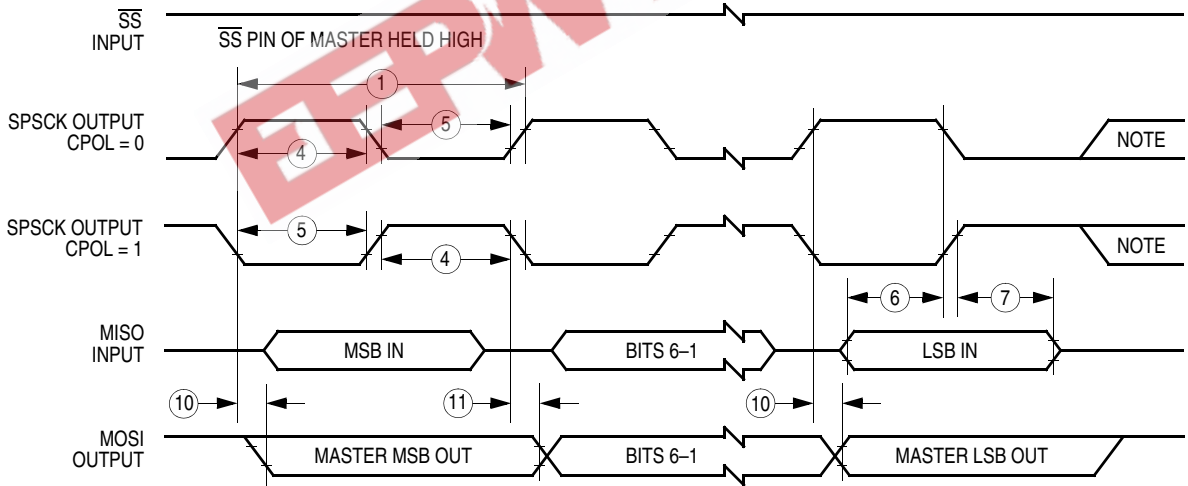 SS
INPUT
SS PIN OF MASTER HELD HIGH
1
SPSCK OUTPUT
CPOL = 0
5
4
NOTE
SPSCK OUTPUT
CPOL = 1
5
4
NOTE
6
7
MISO
INPUT
MSB IN
BITS 6–1
LSB IN
10
11
10
MOSI
OUTPUT
MASTER MSB OUT
BITS 6–1
MASTER LSB OUT